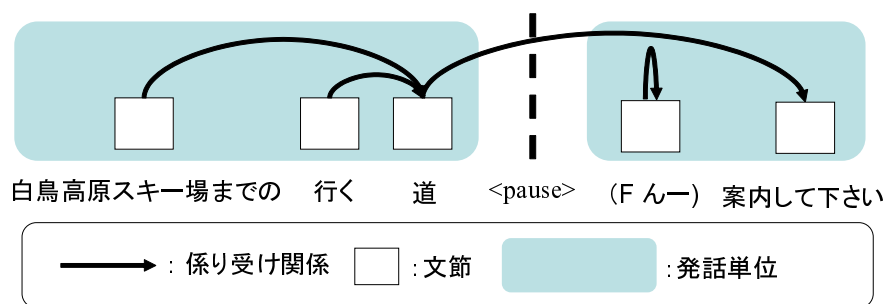 白鳥高原スキー場までの 行く 道 <pause> (F んー) 案内して下さい
: 係り受け関係 : 文節 : 発話単位